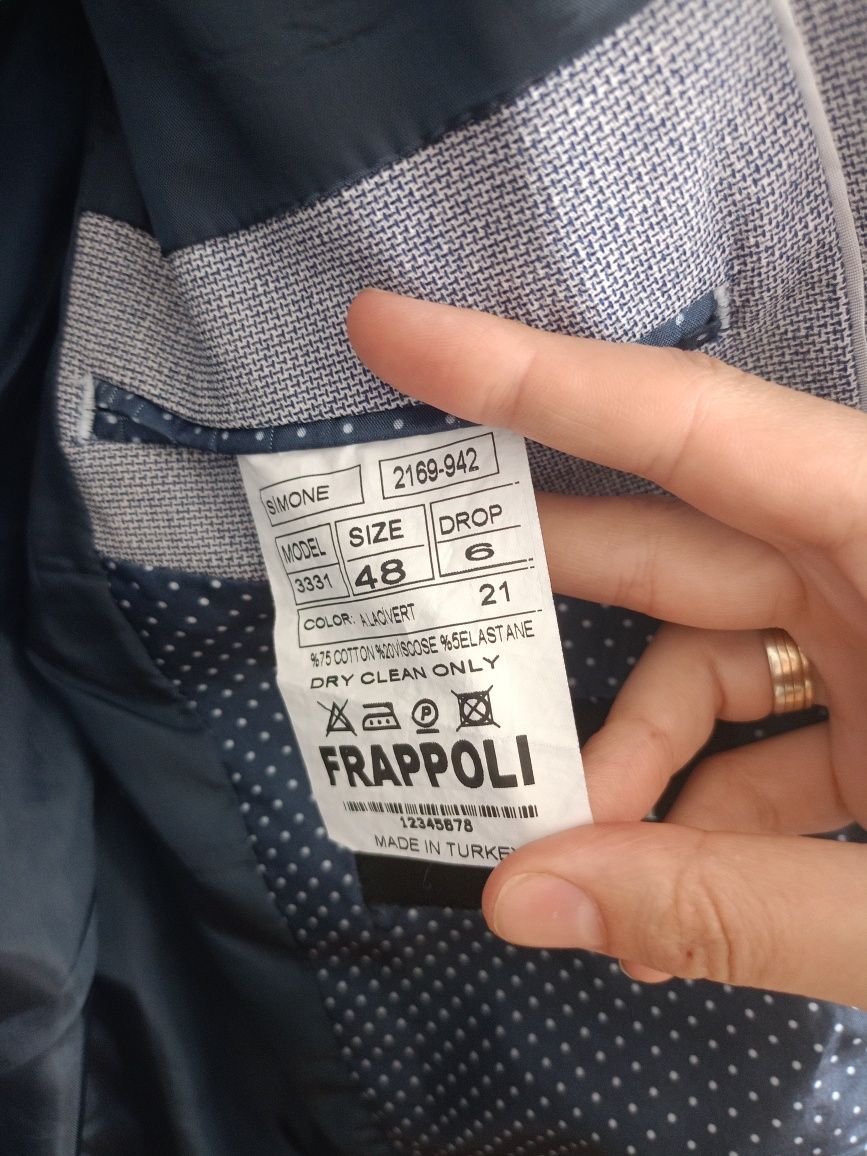 SIMONE 2169-942
MODEL SIZE DROP
3331 48 6
COLOR: 21
%75 COTTON %20VISCOSE %5ELASTANE
DRY CLEAN ONLY
P
FRAPPOLI
12345678
MADE IN TURKEY